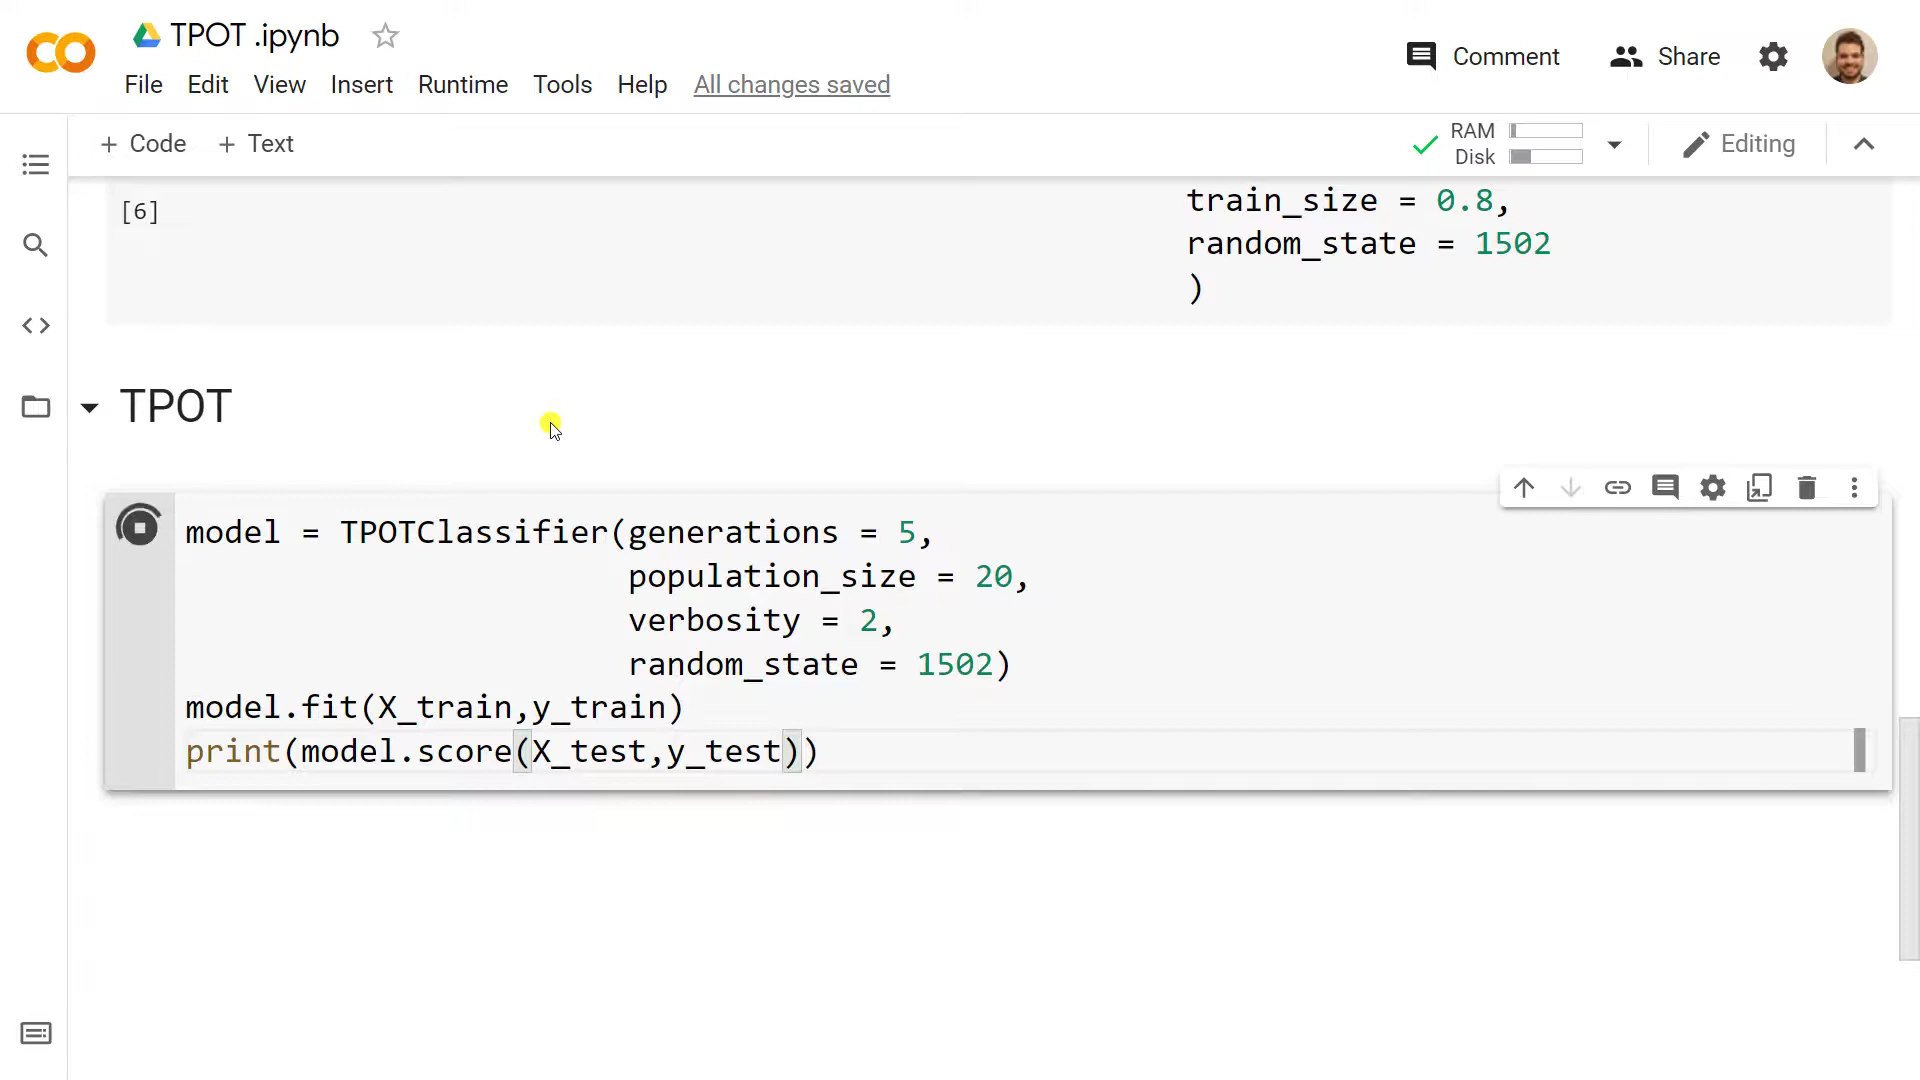 TPOT .ipynb
File Edit View Insert Runtime Tools Help All changes saved
Comment Share
+ Code + Text
RAM
Disk
Editing
[6]
train_size = 0.8,
random_state = 1502
)
TPOT
model = TPOTClassifier(generations = 5,
population_size = 20,
verbosity = 2,
random_state = 1502)
model.fit(X_train,y_train)
print(model.score(X_test,y_test))